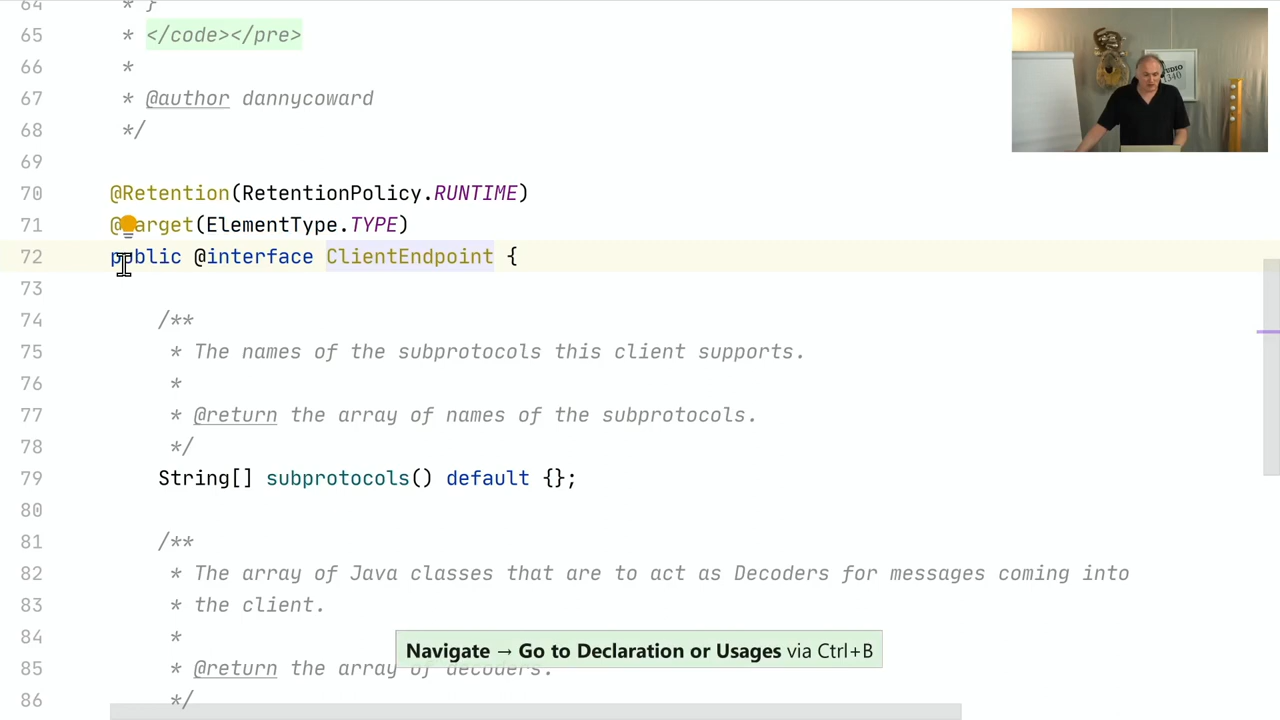 64 * }
65 * </code></pre>
66 *
67 * @author dannycoward
68 */
69
70 @Retention(RetentionPolicy.RUNTIME)
71 @Target(ElementType.TYPE)
72 public @interface ClientEndpoint {
73
74 /**
75 * The names of the subprotocols this client supports.
76 *
77 * @return the array of names of the subprotocols.
78 */
79 String[] subprotocols() default {};
80
81 /**
82 * The array of Java classes that are to act as Decoders for messages coming into
83 * the client.
84 *
85 * @return the array of decoders.
86 */
Navigate → Go to Declaration or Usages via Ctrl+B
1340